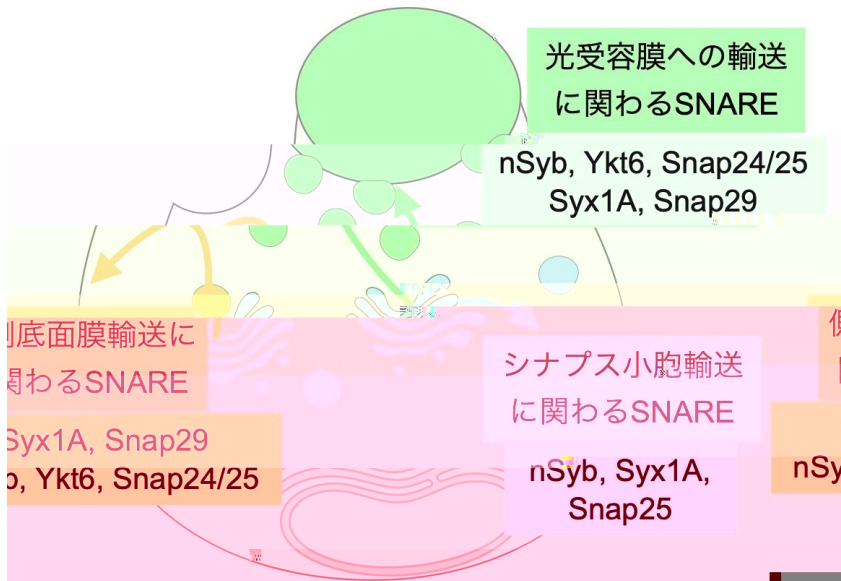 光受容膜への輸送
に関わるSNARE
nSyb, Ykt6, Snap24/25
Syx1A, Snap29
底面膜輸送に
関わるSNARE
Syx1A, Snap29
Ykt6, Snap24/25
シナプス小胞輸送
に関わるSNARE
nSyb, Syx1A,
Snap25
nSy